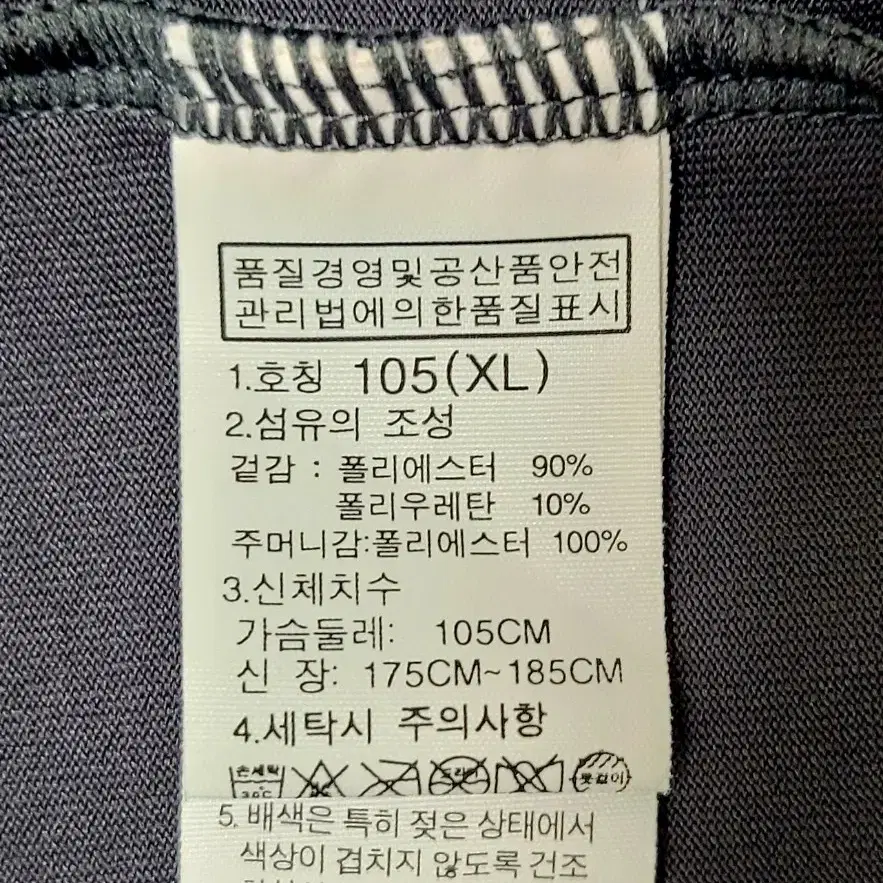 품질경영및공산품안전
관리법에의한품질표시
1.호칭 105(XL)
2.섬유의 조성
겉감 : 폴리에스터 90%
폴리우레탄 10%
주머니감:폴리에스터 100%
3.신체치수
가슴둘레: 105CM
신 장: 175CM~185CM
4.세탁시 주의사항
손세탁 드라이 옷걸이
30℃
5. 배색은 특히 젖은 상태에서
색상이 겹치지 않도록 건조